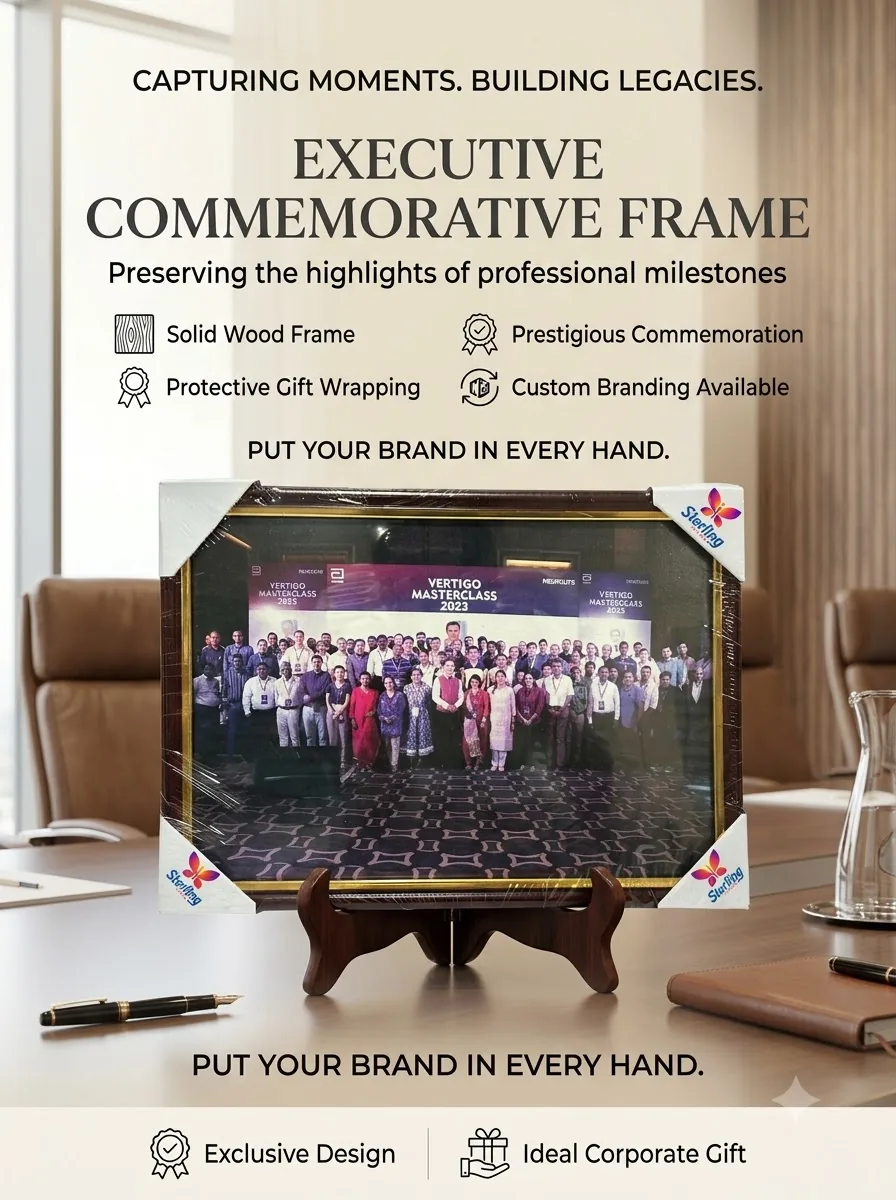 CAPTURING MOMENTS. BUILDING LEGACIES.
EXECUTIVE
COMMEMORATIVE FRAME
Preserving the highlights of professional milestones
Solid Wood Frame
Prestigious Commemoration
Protective Gift Wrapping
Custom Branding Available
PUT YOUR BRAND IN EVERY HAND.
Sterling
VERTIGO
MASTERCLASS
2023
VERTIGO
Sterling
Sterling
PUT YOUR BRAND IN EVERY HAND.
Exclusive Design
Ideal Corporate Gift